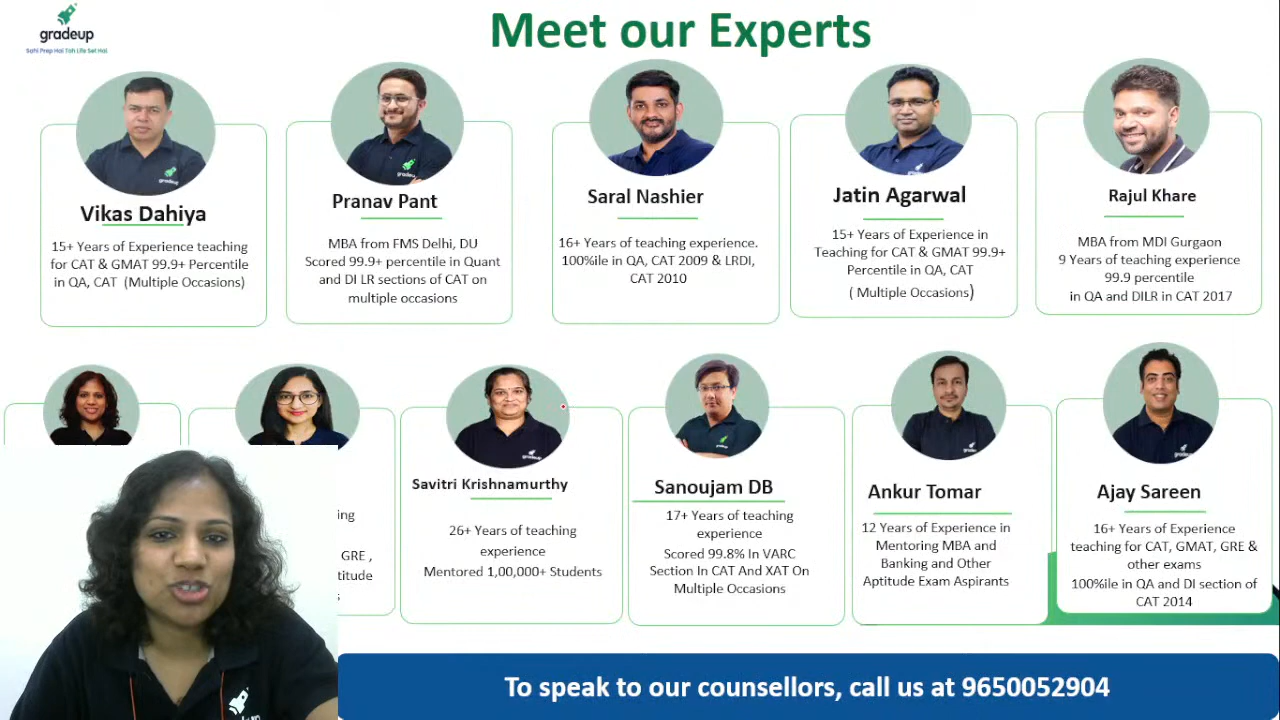 gradeup
Sahi Prep Hai Toh Life Set Hai
Meet our Experts
Vikas Dahiya
15+ Years of Experience teaching
for CAT & GMAT 99.9+ Percentile
in QA, CAT (Multiple Occasions)
Pranav Pant
MBA from FMS Delhi, DU
Scored 99.9+ percentile in Quant
and DI LR sections of CAT on
multiple occasions
Saral Nashier
16+ Years of teaching experience.
100%ile in QA, CAT 2009 & LRDI,
CAT 2010
Jatin Agarwal
15+ Years of Experience in
Teaching for CAT & GMAT 99.9+
Percentile in QA, CAT
( Multiple Occasions)
Rajul Khare
MBA from MDI Gurgaon
9 Years of teaching experience
99.9 percentile
in QA and DILR in CAT 2017
ing
GRE ,
titude
s
Savitri Krishnamurthy
26+ Years of teaching
experience
Mentored 1,00,000+ Students
Sanoujam DB
17+ Years of teaching
experience
Scored 99.8% In VARC
Section In CAT And XAT On
Multiple Occasions
Ankur Tomar
12 Years of Experience in
Mentoring MBA and
Banking and Other
Aptitude Exam Aspirants
Ajay Sareen
16+ Years of Experience
teaching for CAT, GMAT, GRE &
other exams
100%ile in QA and DI section of
CAT 2014
To speak to our counsellors, call us at 9650052904